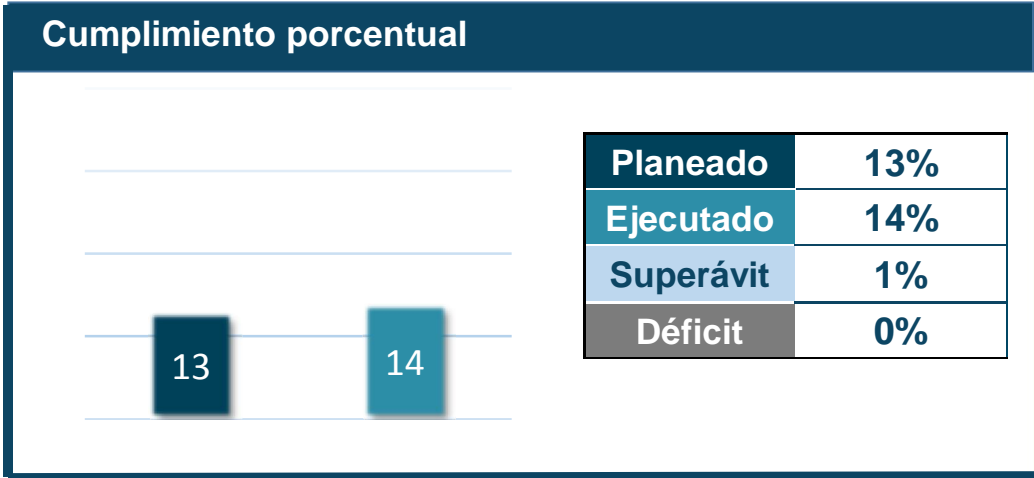 Cumplimiento porcentual
13
14
Planeado 13%
Ejecutado 14%
Superávit 1%
Déficit 0%